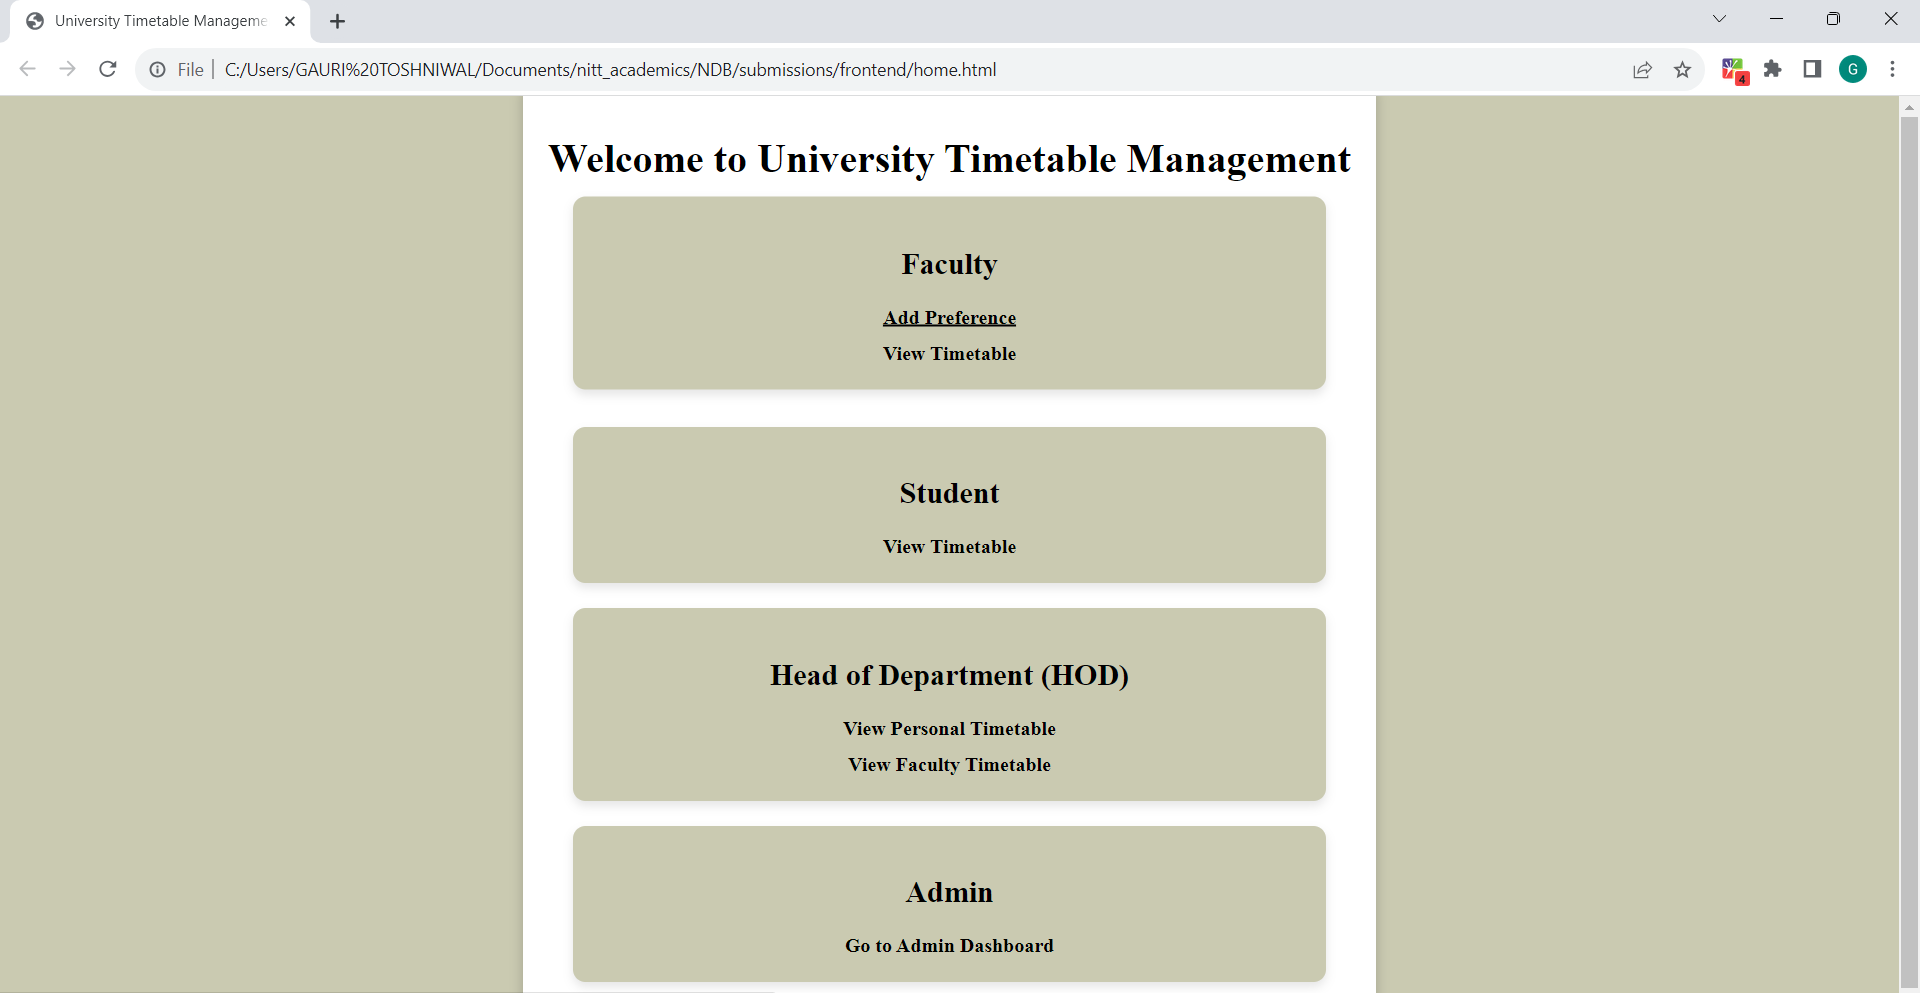 University Timetable Manageme
File
C:/Users/GAURI%20TOSHNIWAL/Documents/nitt_academics/NDB/submissions/frontend/home.html
4
G
Welcome to University Timetable Management
Faculty
Add Preference
View Timetable
Student
View Timetable
Head of Department (HOD)
View Personal Timetable
View Faculty Timetable
Admin
Go to Admin Dashboard